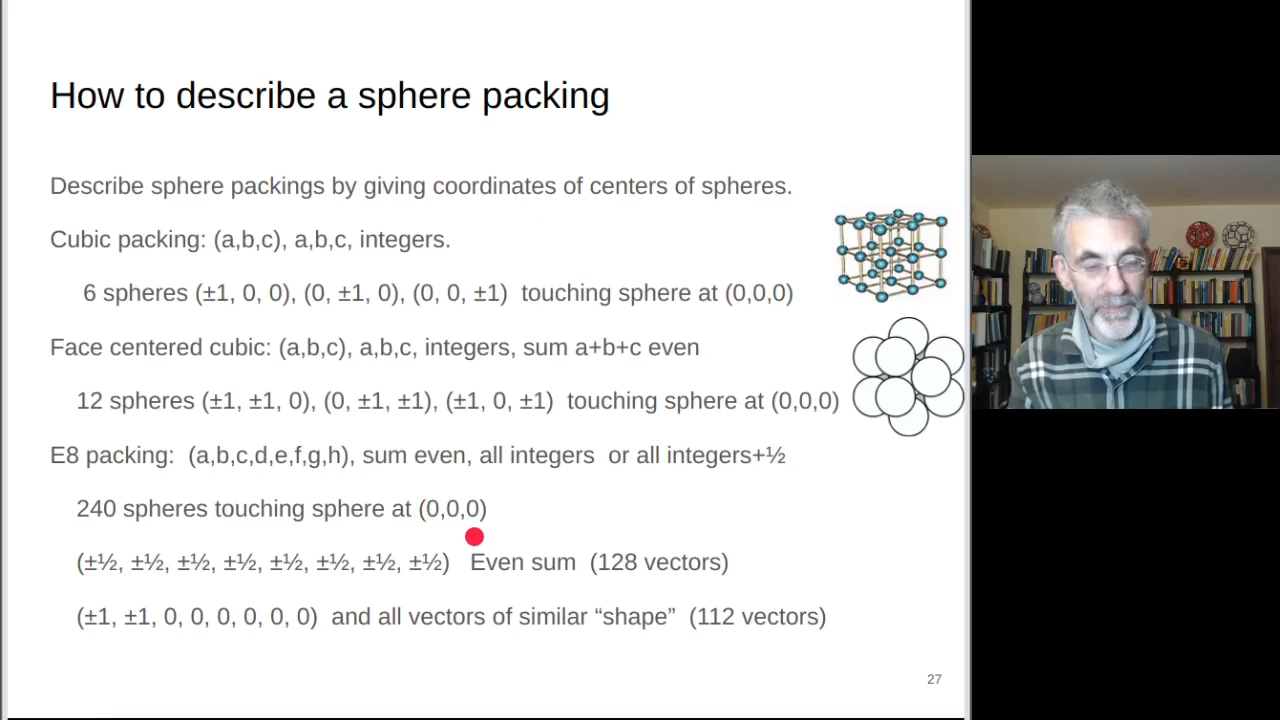 How to describe a sphere packing
Describe sphere packings by giving coordinates of centers of spheres.
Cubic packing: (a,b,c), a,b,c, integers.
6 spheres (±1, 0, 0), (0, ±1, 0), (0, 0, ±1)  touching sphere at (0,0,0)
Face centered cubic: (a,b,c), a,b,c, integers, sum a+b+c even
12 spheres (±1, ±1, 0), (0, ±1, ±1), (±1, 0, ±1)  touching sphere at (0,0,0)
E8 packing:  (a,b,c,d,e,f,g,h), sum even, all integers  or all integers+½
240 spheres touching sphere at (0,0,0)
(±½, ±½, ±½, ±½, ±½, ±½, ±½, ±½)   Even sum  (128 vectors)
(±1, ±1, 0, 0, 0, 0, 0, 0)  and all vectors of similar “shape”  (112 vectors)
27